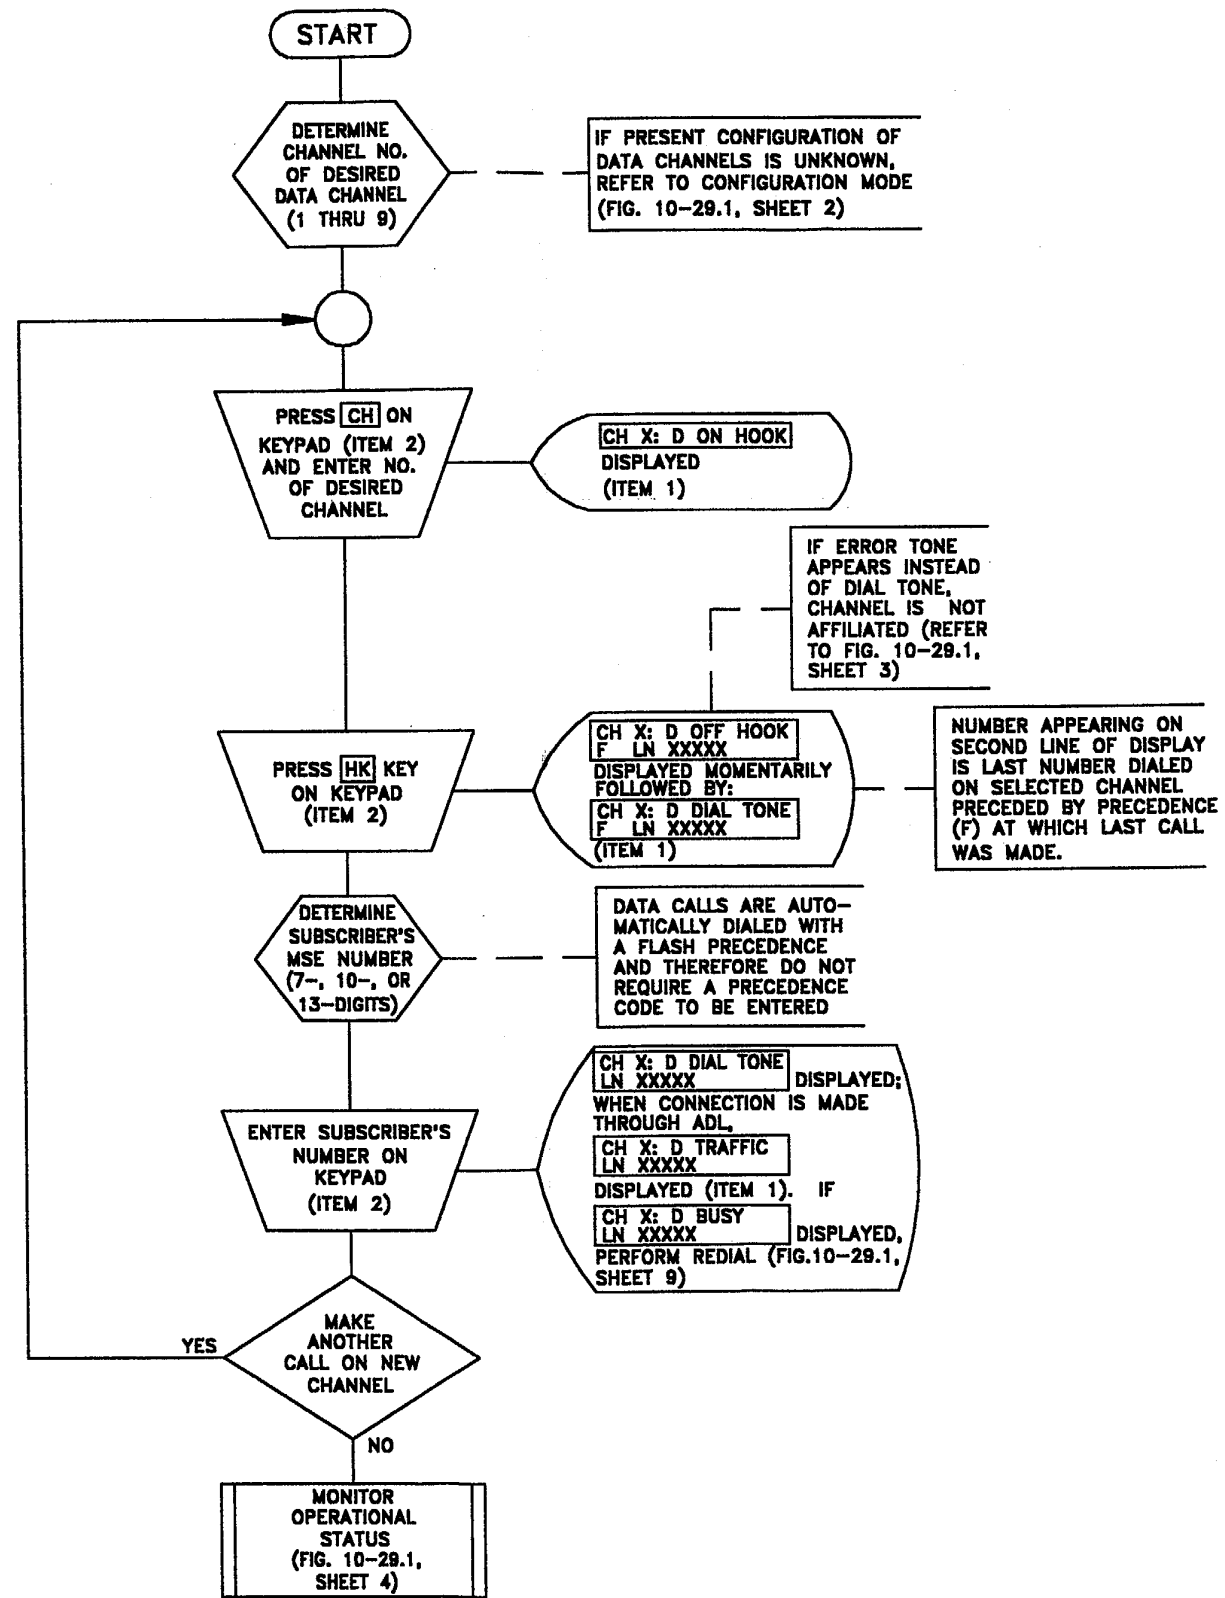 START
DETERMINE
CHANNEL NO.
OF DESIRED
DATA CHANNEL
(1 THRU 9)
IF PRESENT CONFIGURATION OF
DATA CHANNELS IS UNKNOWN,
REFER TO CONFIGURATION MODE
(FIG. 10-29.1, SHEET 2)
PRESS CH ON
KEYPAD (ITEM 2)
AND ENTER NO.
OF DESIRED
CHANNEL
CH X: D ON HOOK
DISPLAYED
(ITEM 1)
IF ERROR TONE
APPEARS INSTEAD
OF DIAL TONE,
CHANNEL IS NOT
AFFILIATED (REFER
TO FIG. 10-29.1,
SHEET 3)
PRESS HK KEY
ON KEYPAD
(ITEM 2)
CH X: D OFF HOOK
F LN XXXXX
DISPLAYED MOMENTARILY
FOLLOWED BY:
CH X: D DIAL TONE
F LN XXXXX
(ITEM 1)
NUMBER APPEARING ON
SECOND LINE OF DISPLAY
IS LAST NUMBER DIALED
ON SELECTED CHANNEL
PRECEDED BY PRECEDENCE
(F) AT WHICH LAST CALL
WAS MADE.
DETERMINE
SUBSCRIBER'S
MSE NUMBER
(7-, 10-, OR
13-DIGITS)
DATA CALLS ARE AUTO-
MATICALLY DIALED WITH
A FLASH PRECEDENCE
AND THEREFORE DO NOT
REQUIRE A PRECEDENCE
CODE TO BE ENTERED
ENTER SUBSCRIBER'S
NUMBER ON
KEYPAD
(ITEM 2)
CH X: D DIAL TONE
LN XXXXX DISPLAYED;
WHEN CONNECTION IS MADE
THROUGH ADL,
CH X: D TRAFFIC
LN XXXXX
DISPLAYED (ITEM 1). IF
CH X: D BUSY
LN XXXXX DISPLAYED,
PERFORM REDIAL (FIG.10-29.1,
SHEET 9)
MAKE
ANOTHER
CALL ON NEW
CHANNEL
YES
NO
MONITOR
OPERATIONAL
STATUS
(FIG. 10-29.1,
SHEET 4)